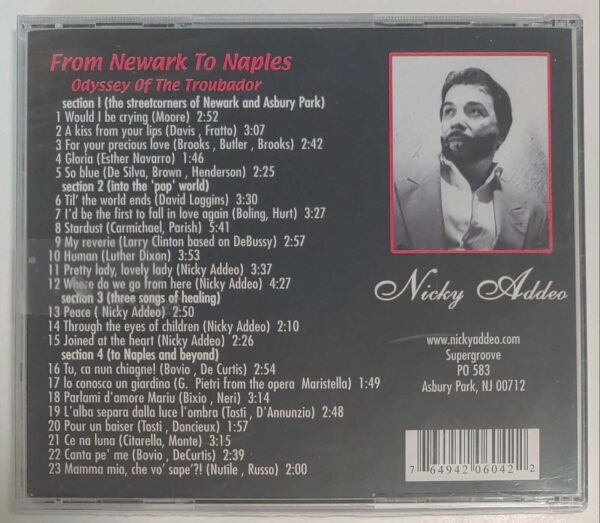 From Newark To Naples
Odyssey Of The Troubador
section I (the streetcorners of Newark and Asbury Park)
1 Would I be crying (Moore) 2:52
2 A kiss from your lips (Davis , Fratto) 3:07
3 For your precious love (Brooks , Butler , Brooks) 2:42
4 Gloria (Esther Navarro) 1:46
5 So blue (De Silva, Brown , Henderson) 2:25
section 2 (into the 'pop' world)
6 Til' the world ends (David Loggins) 3:30
7 I'd be the first to fall in love again (Boling, Hurt) 3:27
8 Stardust (Carmichael, Parish) 5:41
9 My reverie (Larry Clinton based on DeBussy) 2:57
10 Human (Luther Dixon) 3:53
11 Pretty lady, lovely lady (Nicky Addeo) 3:37
12 Where do we go from here (Nicky Addeo) 4:27
section 3 (three songs of healing)
13 Peace ( Nicky Addeo) 2:50
14 Through the eyes of children (Nicky Addeo) 2:10
15 Joined at the heart (Nicky Addeo) 2:26
section 4 (to Naples and beyond)
16 Tu, ca nun chiagne! (Bovio , De Curtis) 2:54
17 Io conosco un giardino (G. Pietri from the opera Maristella) 1:49
18 Parlami d'amore Mariu (Bixio , Neri) 3:14
19 L'alba separa dalla luce l'ombra (Tosti , D'Annunzio) 2:48
20 Pour un baiser (Tosti , Doncieux) 1:57
21 Ce na luna (Citarella, Monte) 3:15
22 Canta pe' me (Bovio , DeCurtis) 2:39
23 Mamma mia, che vo' sape'?! (Nutile , Russo) 2:00
Nicky Addeo
www.nickyaddeo.com
Supergroove
PO 583
Asbury Park, NJ 00712
7 64942 06042 2